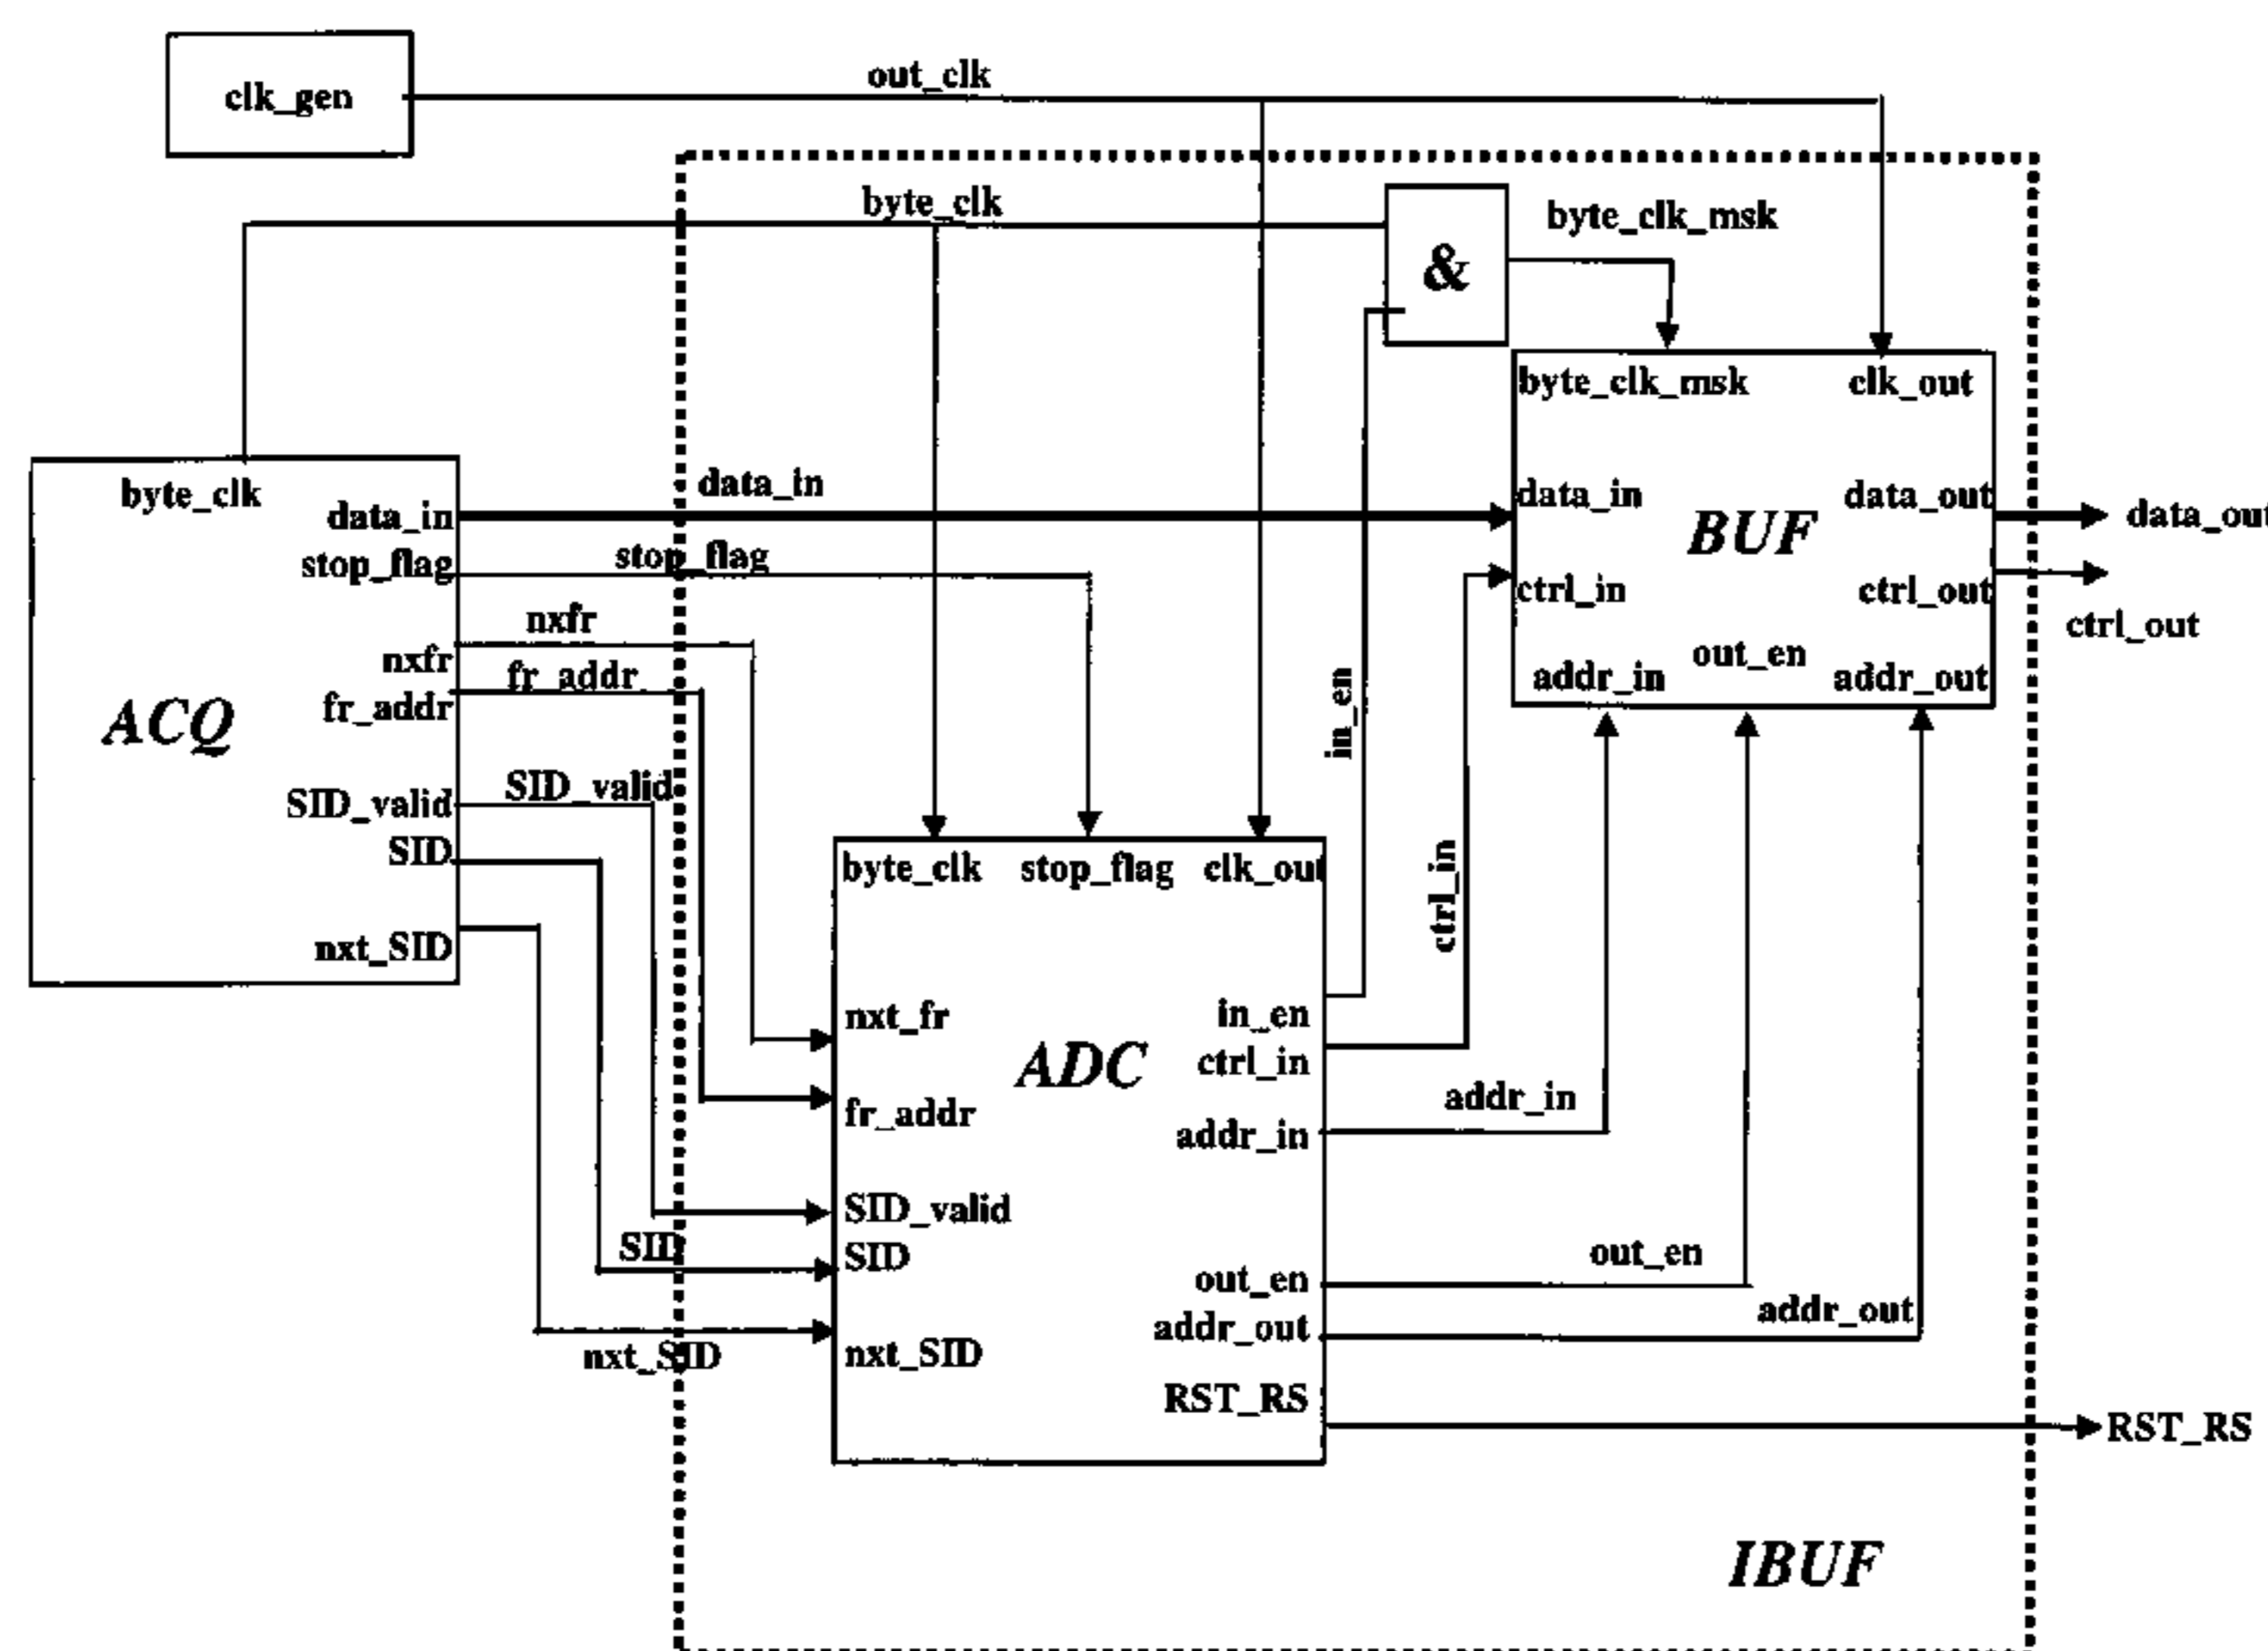 clk_gen
out_clk
byte_clk
&
byte_clk_msk
byte_clk_msk
clk_out
byte_clk
data_in
data_in
data_in
BUF
data_out
data_out
stop_flag
stop_flag
ctrl_in
ctrl_out
ctrl_out
nxfr
nxfr
out_en
addr_in
addr_out
fr_addr
fr_addr
ACQ
in_en
SID_valid
SID_valid
SID
byte_clk
stop_flag
clk_out
ctrl_in
nxt_SID
nxt_fr
in_en
ADC
ctrl_in
fr_addr
addr_in
addr_in
SID_valid
SID
SID
out_en
out_en
addr_out
addr_out
nxt_SID
nxt_SID
RST_RS
RST_RS
IBUF